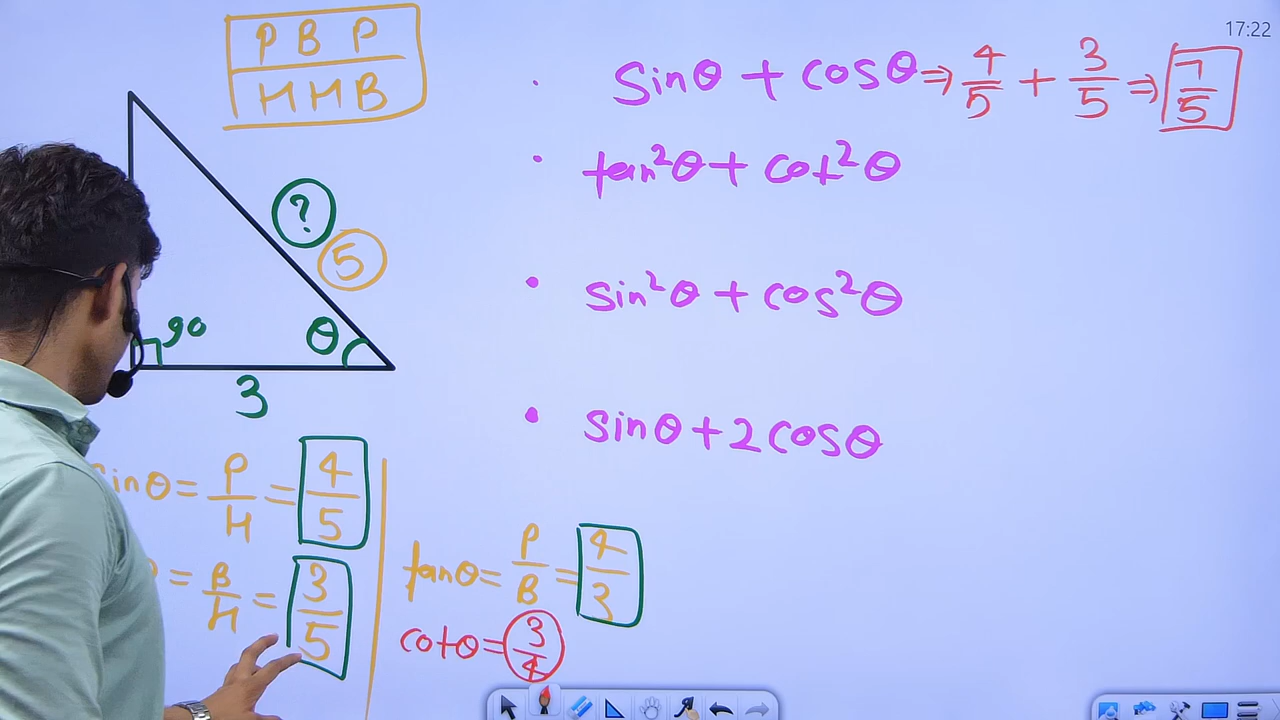 17:22
P B P
H H B
?
5
90
θ
3
sinθ + cosθ ⇒ 4/5 + 3/5 ⇒ 7/5
tan²θ + cot²θ
sin²θ + cos²θ
sinθ + 2cosθ
inθ = P/H = 4/5
= B/H = 3/5
tanθ = P/B = 4/3
cotθ = 3/4